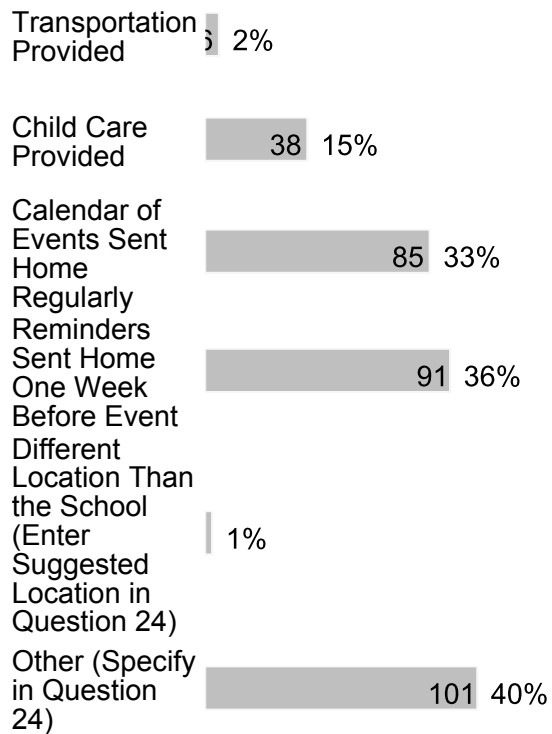 Transportation
Provided
6 2%
Child Care
Provided
38 15%
Calendar of
Events Sent
Home
Regularly
85 33%
Reminders
Sent Home
One Week
Before Event
91 36%
Different
Location Than
the School
(Enter
Suggested
Location in
Question 24)
1%
Other (Specify
in Question
24)
101 40%